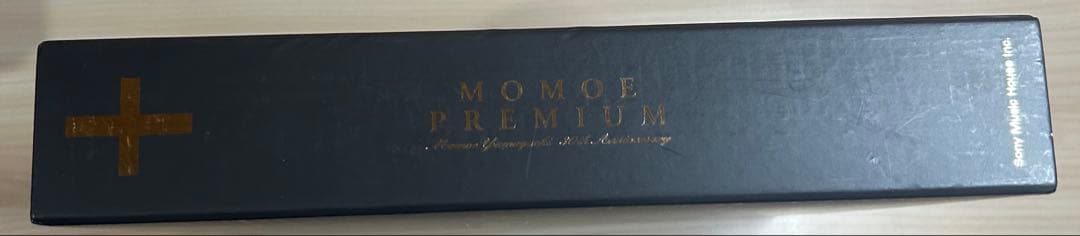 MOMOE
PREMIUM
Momoe Yamaguchi 30th Anniversary
Sony Music House Inc.